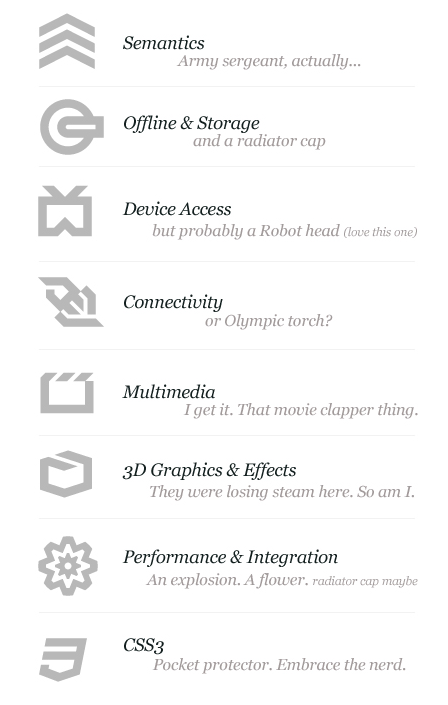 Semantics
Army sergeant, actually...
Offline & Storage
and a radiator cap
Device Access
but probably a Robot head (love this one)
Connectivity
or Olympic torch?
Multimedia
I get it. That movie clapper thing.
3D Graphics & Effects
They were losing steam here. So am I.
Performance & Integration
An explosion. A flower. radiator cap maybe
CSS3
Pocket protector. Embrace the nerd.